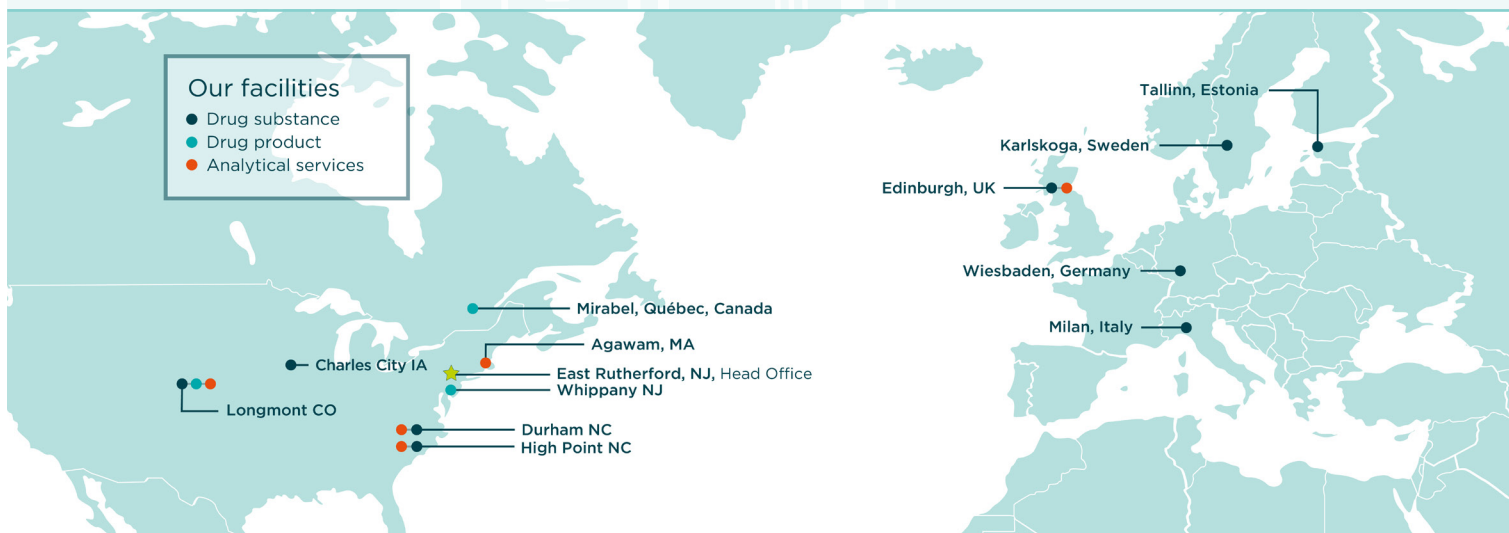 Our facilities
Drug substance
Drug product
Analytical services
Tallinn, Estonia
Karlskoga, Sweden
Edinburgh, UK
Wiesbaden, Germany
Milan, Italy
Mirabel, Québec, Canada
Agawam, MA
Charles City IA
East Rutherford, NJ, Head Office
Whippany NJ
Longmont CO
Durham NC
High Point NC